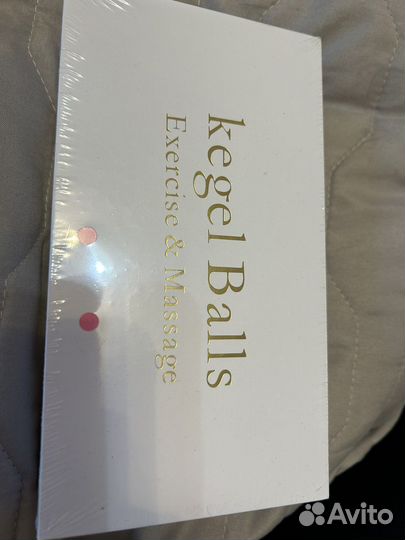 kegel Balls
Exercise & Massage
Avito